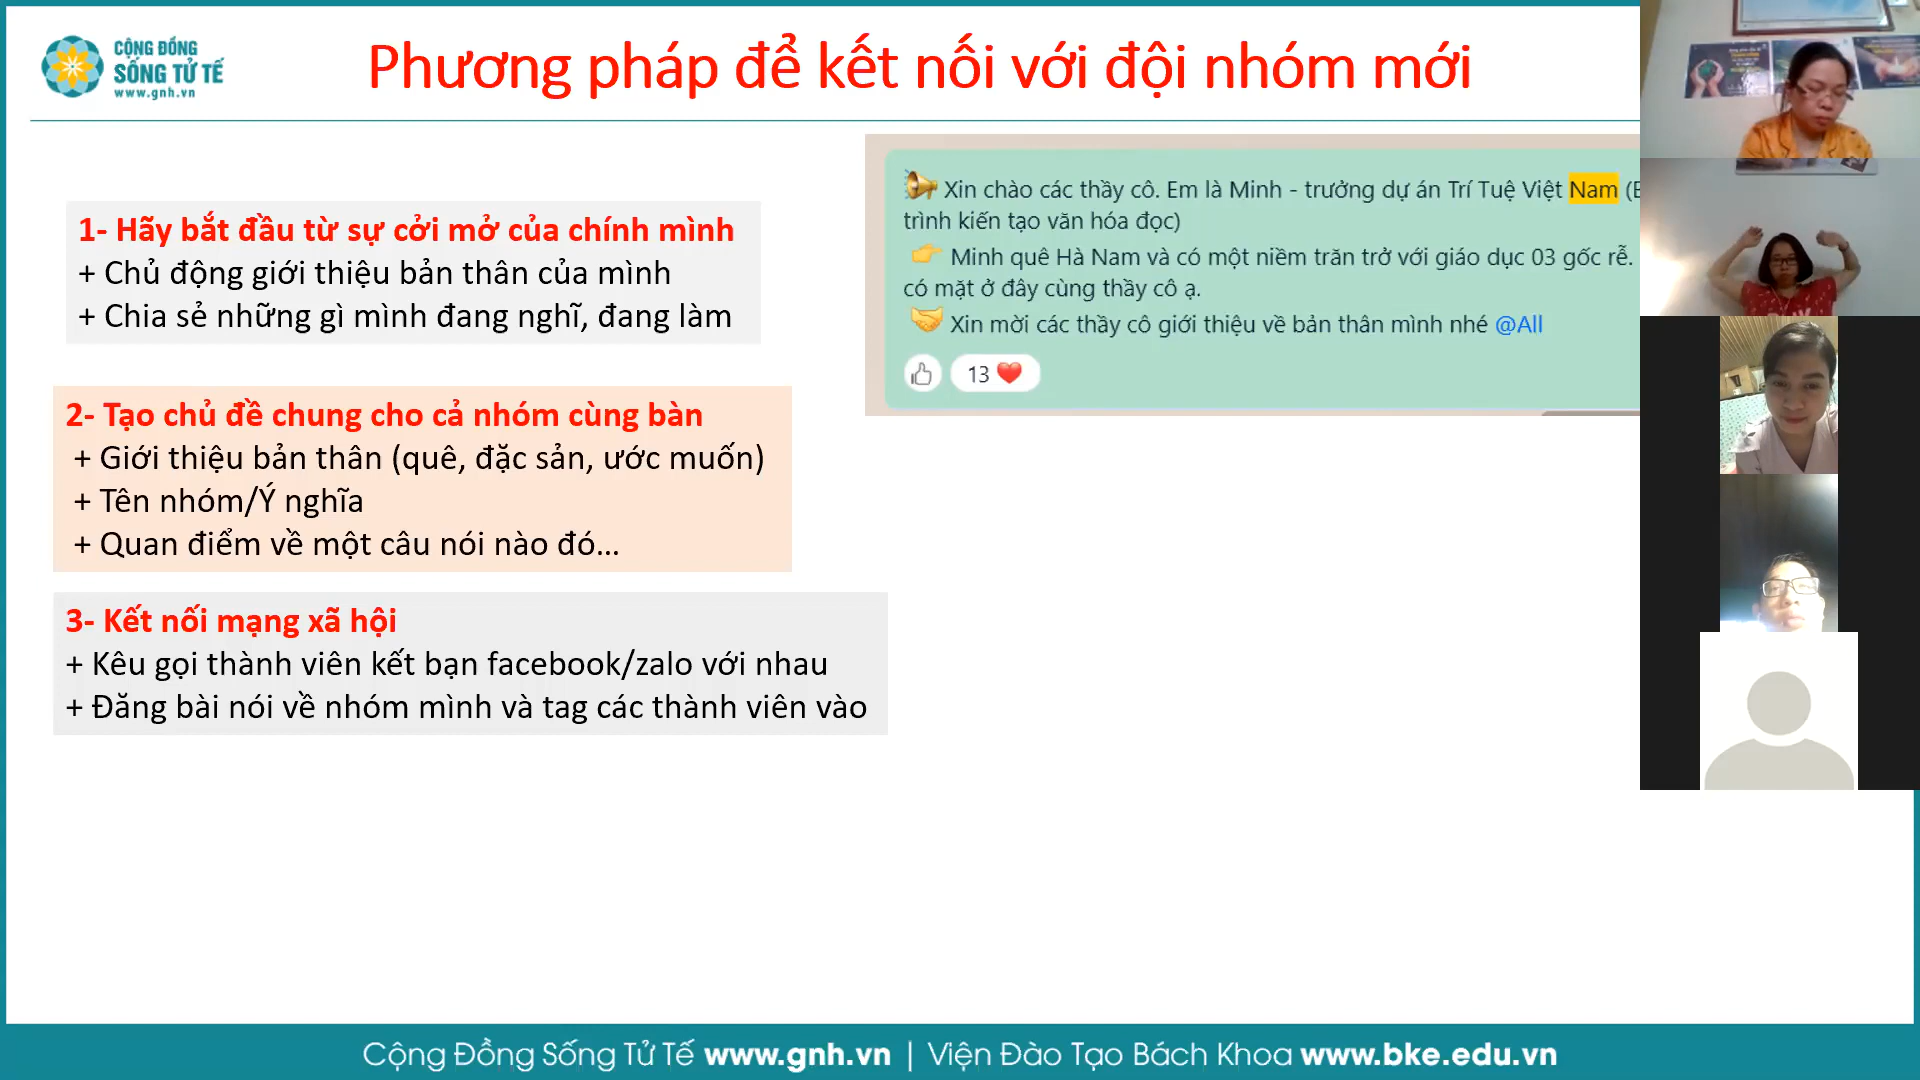 CỘNG ĐỒNG
SỐNG TỬ TẾ
www.gnh.vn
Phương pháp để kết nối với đội nhóm mới
1- Hãy bắt đầu từ sự cởi mở của chính mình
+ Chủ động giới thiệu bản thân của mình
+ Chia sẻ những gì mình đang nghĩ, đang làm
2- Tạo chủ đề chung cho cả nhóm cùng bàn
+ Giới thiệu bản thân (quê, đặc sản, ước muốn)
+ Tên nhóm/Ý nghĩa
+ Quan điểm về một câu nói nào đó...
3- Kết nối mạng xã hội
+ Kêu gọi thành viên kết bạn facebook/zalo với nhau
+ Đăng bài nói về nhóm mình và tag các thành viên vào
Xin chào các thầy cô. Em là Minh - trưởng dự án Trí Tuệ Việt Nam (
trình kiến tạo văn hóa đọc)
Minh quê Hà Nam và có một niềm trăn trở với giáo dục 03 gốc rễ.
có mặt ở đây cùng thầy cô ạ.
Xin mời các thầy cô giới thiệu về bản thân mình nhé @All
13
Cộng Đồng Sống Tử Tế www.gnh.vn | Viện Đào Tạo Bách Khoa www.bke.edu.vn